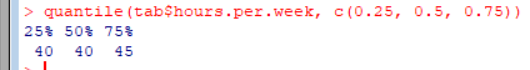 > quantile(tab$hours.per.week, c(0.25, 0.5, 0.75))
25% 50% 75%
 40  40  45
>